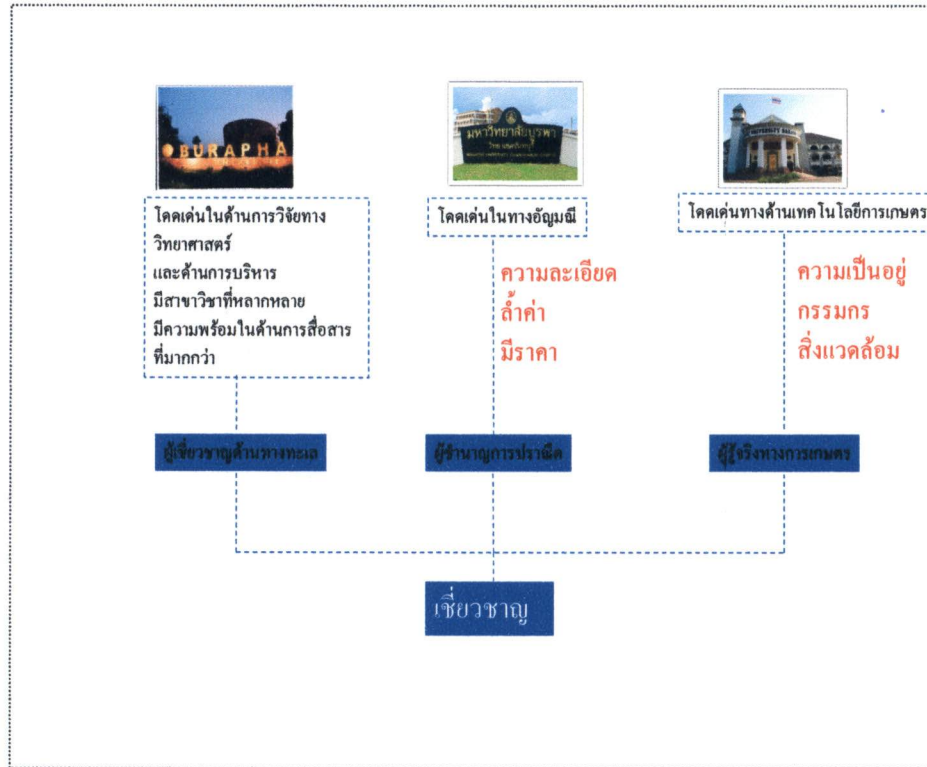 BURAPHA
มหาวิทยาลัยบูรพา
โดดเด่นในด้านการวิจัยทาง
วิทยาศาสตร์
และด้านการบริหาร
มีสาขาวิชาที่หลากหลาย
มีความพร้อมในด้านการสื่อสาร
ที่มากกว่า
โดดเด่นในทางอัญมณี
โดดเด่นทางด้านเทคโนโลยีการเกษตร
ความละเอียด
ล้ำค่า
มีราคา
ความเป็นอยู่
กรรมกร
สิ่งแวดล้อม
ผู้เชี่ยวชาญด้านทางทะเล
ผู้ชำนาญการปราณีต
ผู้รู้จริงทางการเกษตร
เชี่ยวชาญ